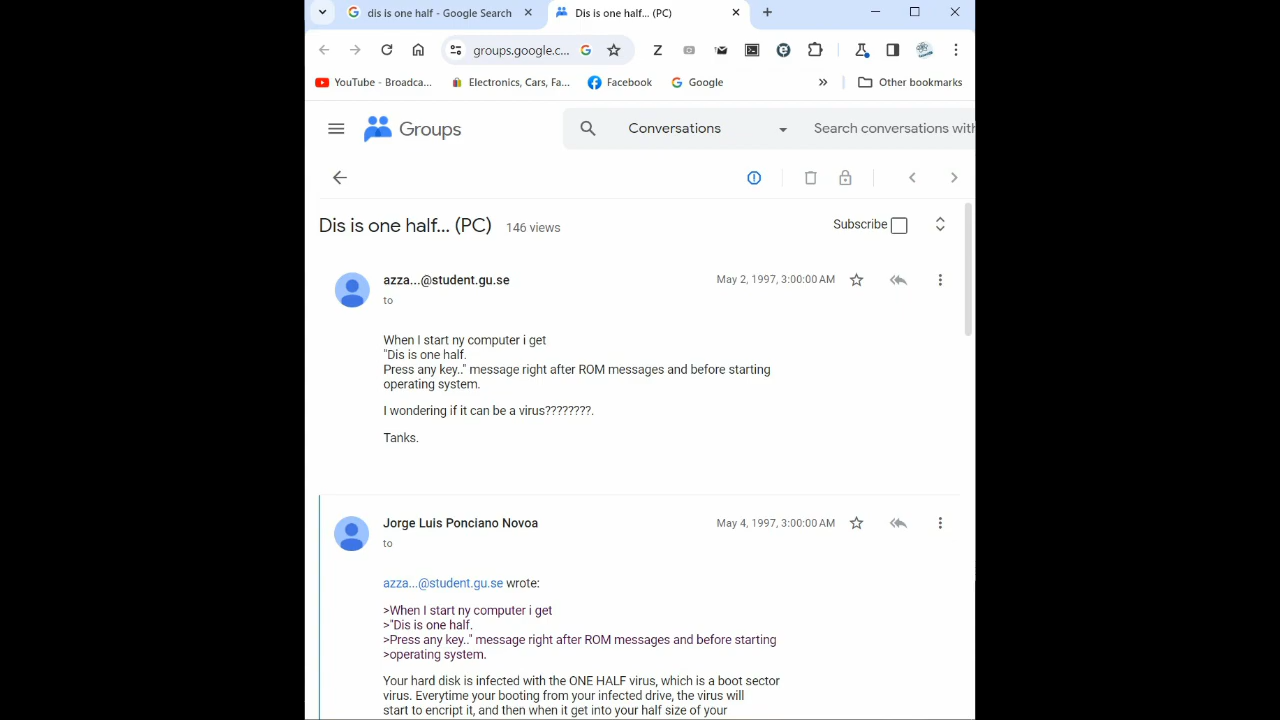 dis is one half - Google Search
Dis is one half... (PC)
groups.google.c...
YouTube - Broadca...
Electronics, Cars, Fa...
Facebook
Google
Other bookmarks
Groups
Conversations
Search conversations with
Dis is one half... (PC)
146 views
Subscribe
azza...@student.gu.se
May 2, 1997, 3:00:00 AM
to
When I start ny computer i get
"Dis is one half.
Press any key.." message right after ROM messages and before starting
operating system.
I wondering if it can be a virus????????.
Tanks.
Jorge Luis Ponciano Novoa
May 4, 1997, 3:00:00 AM
to
azza...@student.gu.se wrote:
>When I start ny computer i get
>"Dis is one half.
>Press any key.." message right after ROM messages and before starting
>operating system.
Your hard disk is infected with the ONE HALF virus, which is a boot sector
virus. Everytime your booting from your infected drive, the virus will
start to encript it, and then when it get into your half size of your